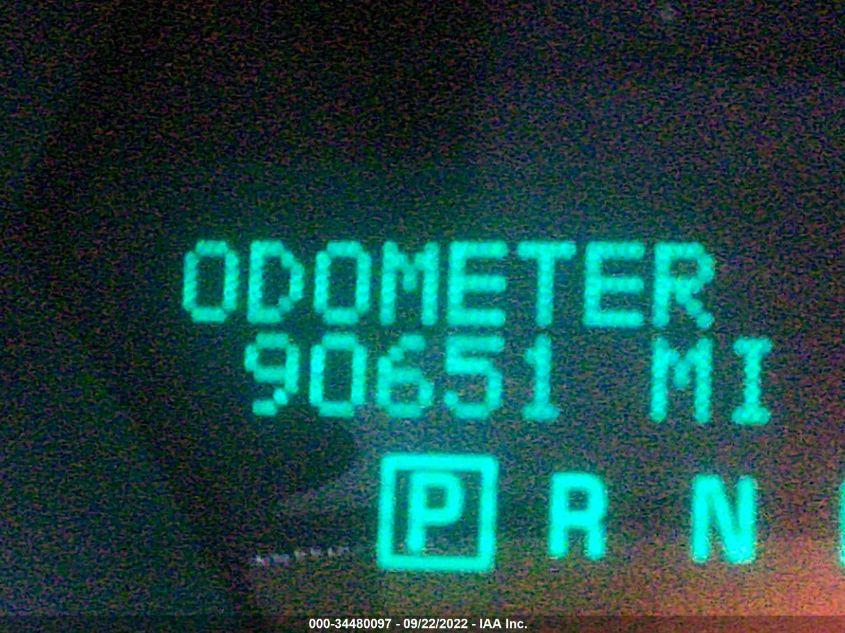 ODOMETER
90651 MI
P R N
000-34480097 - 09/22/2022 - IAA Inc.